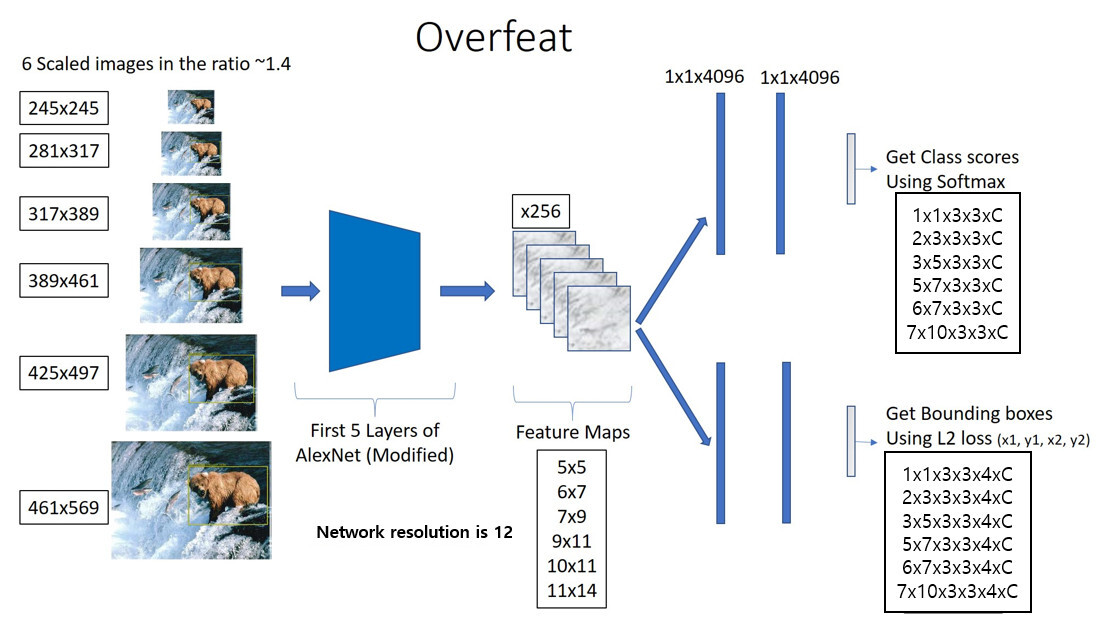 Overfeat
6 Scaled images in the ratio ~1.4
245x245
281x317
317x389
389x461
425x497
461x569
First 5 Layers of
AlexNet (Modified)
Network resolution is 12
x256
Feature Maps
5x5
6x7
7x9
9x11
10x11
11x14
1x1x4096
1x1x4096
Get Class scores
Using Softmax
1x1x3x3xC
2x3x3x3xC
3x5x3x3xC
5x7x3x3xC
6x7x3x3xC
7x10x3x3xC
Get Bounding boxes
Using L2 loss (x1, y1, x2, y2)
1x1x3x3x4xC
2x3x3x3x4xC
3x5x3x3x4xC
5x7x3x3x4xC
6x7x3x3x4xC
7x10x3x3x4xC